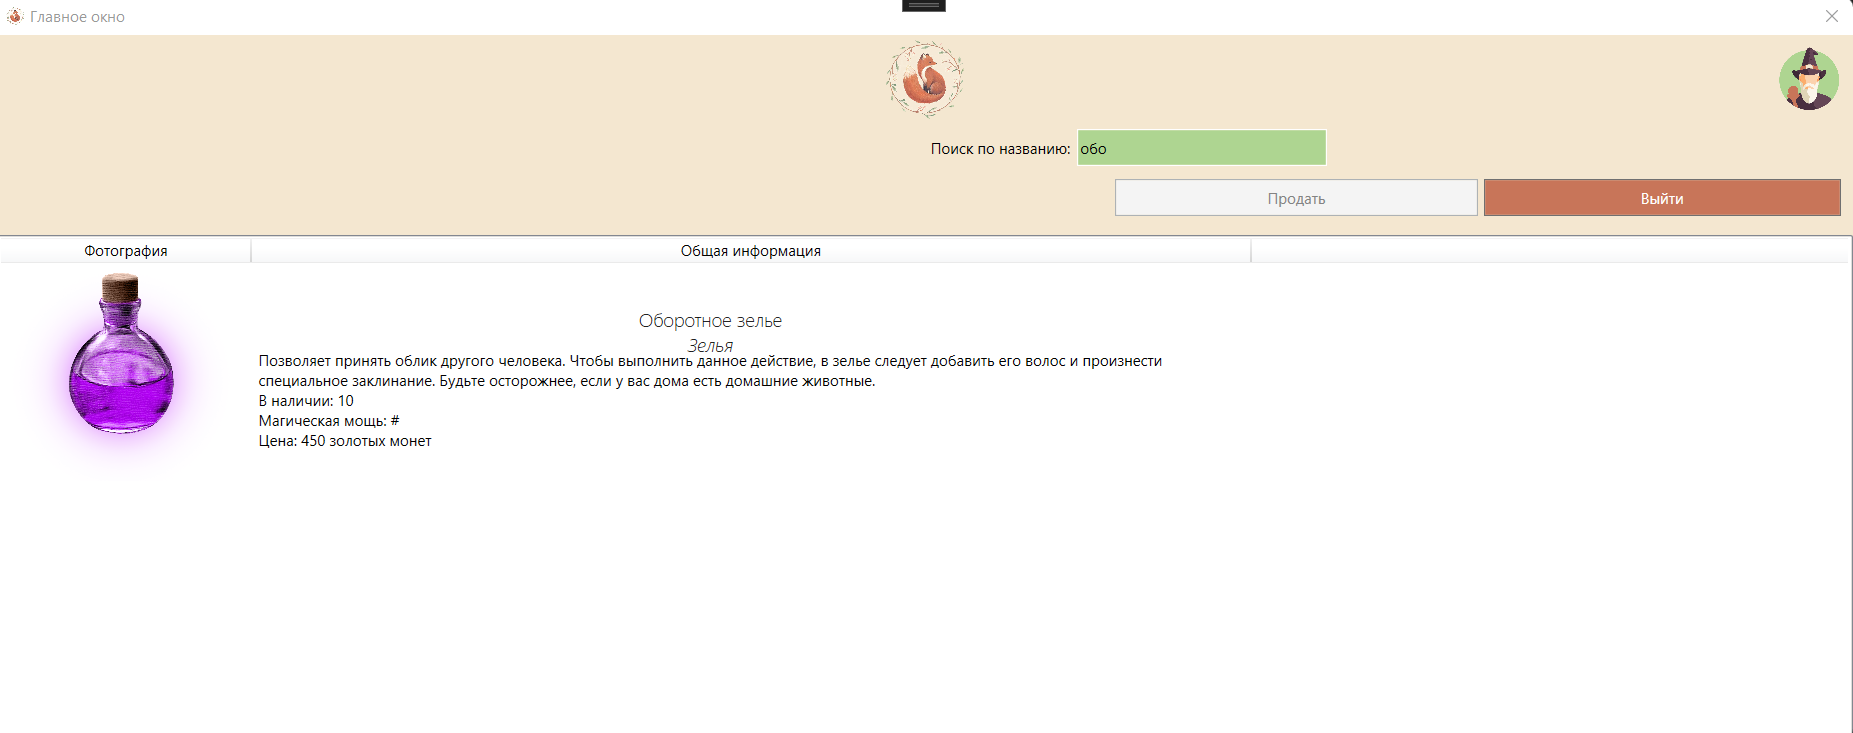 Главное окно
Поиск по названию: обо
Продать Выйти
Фотография Общая информация
Оборотное зелье
Зелья
Позволяет принять облик другого человека. Чтобы выполнить данное действие, в зелье следует добавить его волос и произнести
специальное заклинание. Будьте осторожнее, если у вас дома есть домашние животные.
В наличии: 10
Магическая мощь: #
Цена: 450 золотых монет